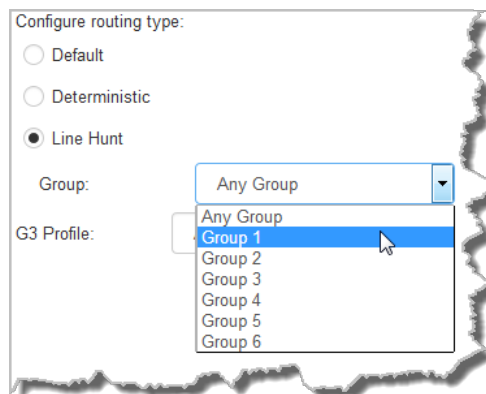 Configure routing type:
Default
Deterministic
Line Hunt
Group: Any Group
Any Group
G3 Profile:
Group 1
Group 2
Group 3
Group 4
Group 5
Group 6